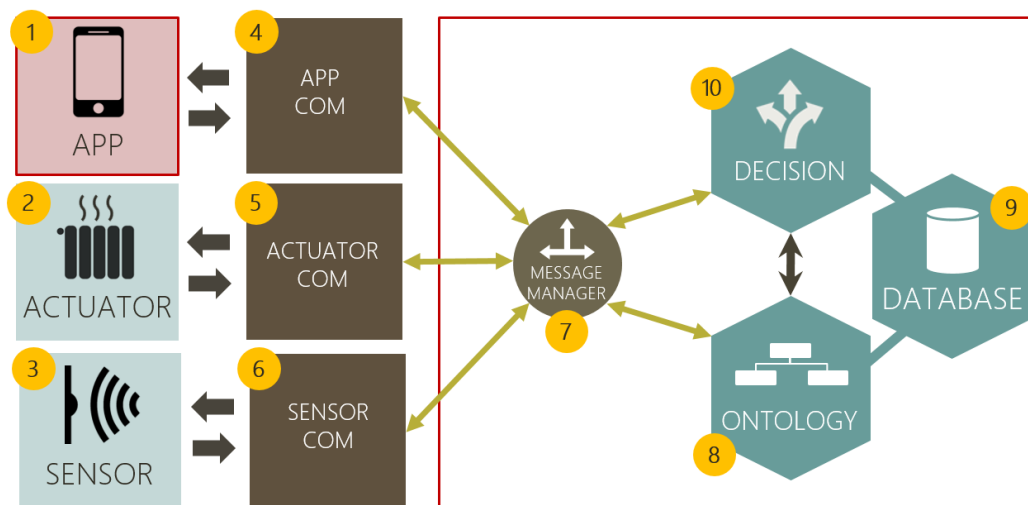 1
APP
2
ACTUATOR
3
SENSOR
4
APP
COM
5
ACTUATOR
COM
6
SENSOR
COM
MESSAGE
MANAGER
7
10
DECISION
9
DATABASE
ONTOLOGY
8